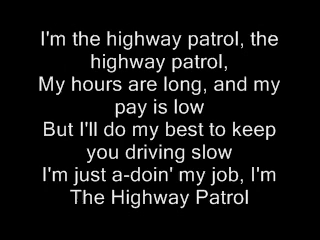 I'm the highway patrol, the
highway patrol,
My hours are long, and my
pay is low
But I'll do my best to keep
you driving slow
I'm just a-doin' my job, I'm
The Highway Patrol